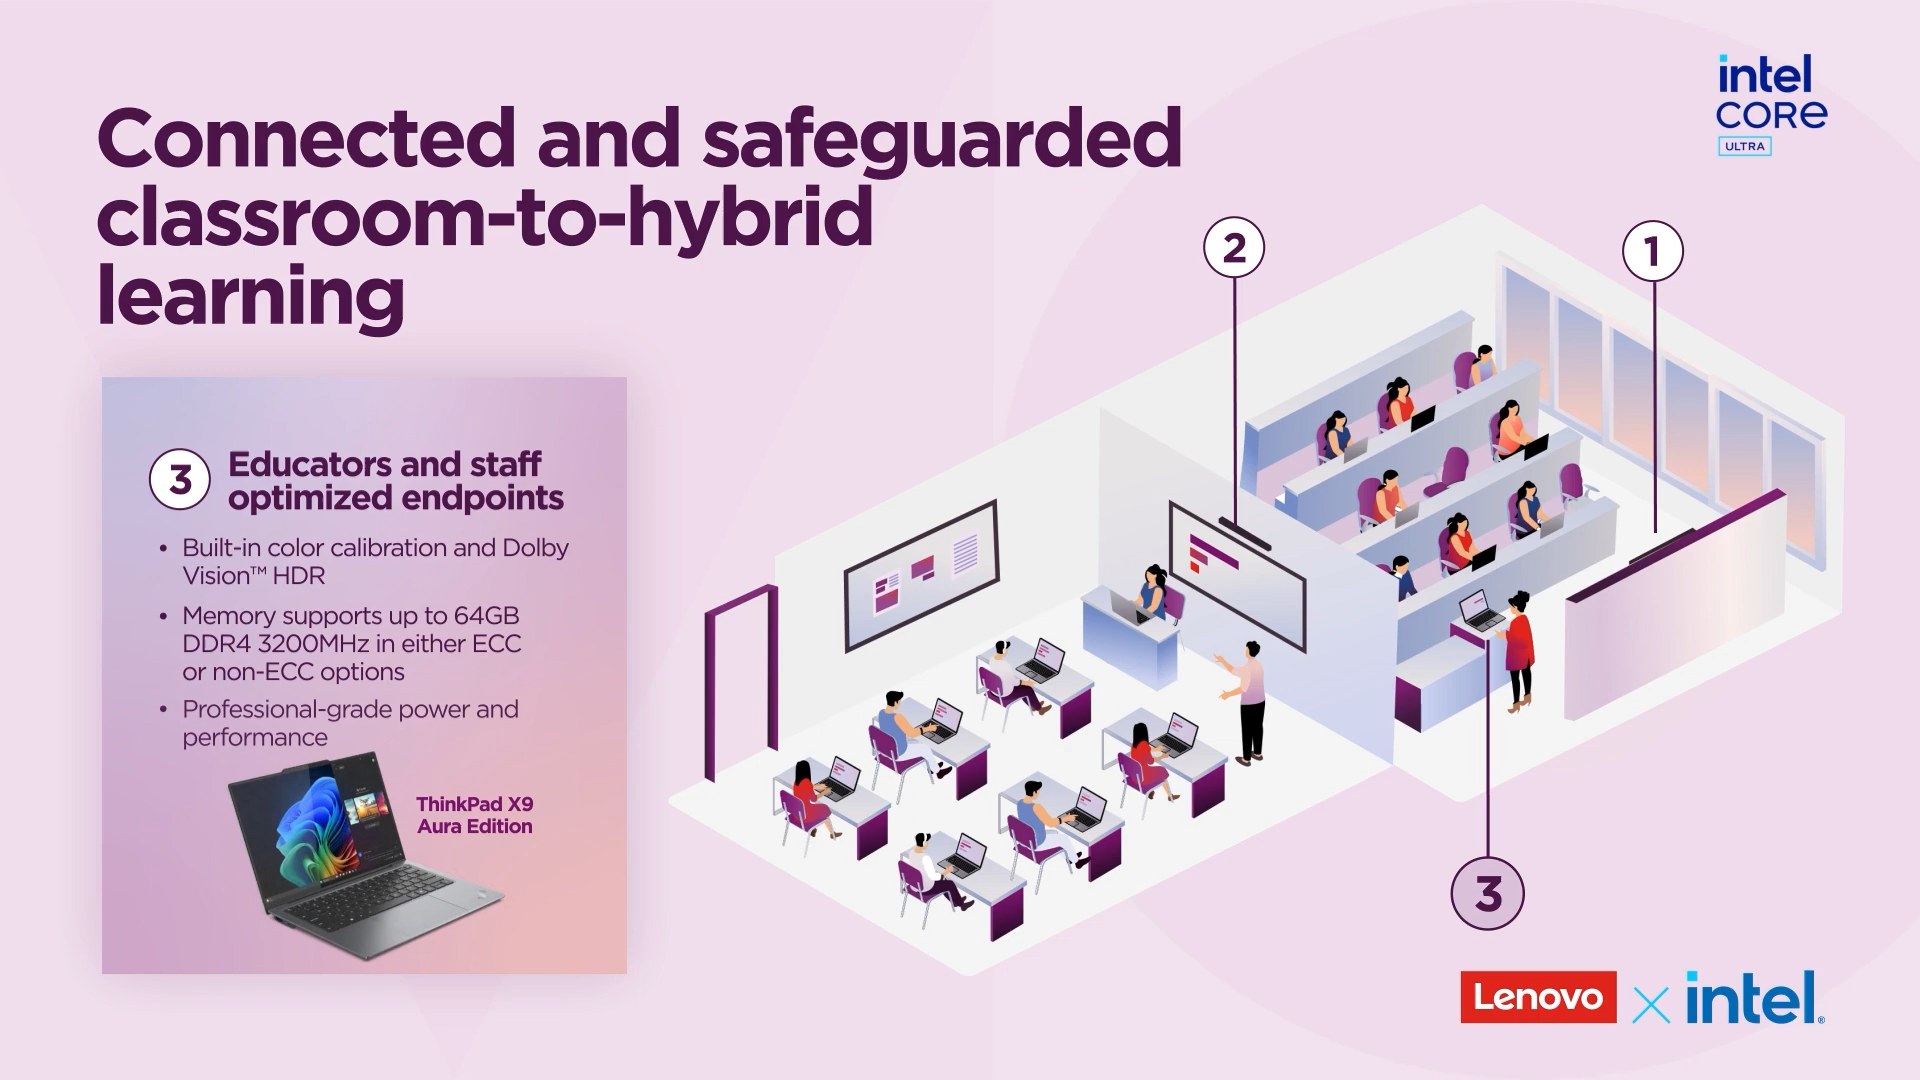 intel
CORE
ULTRA
Connected and safeguarded
classroom-to-hybrid
learning
2
1
3 Educators and staff
optimized endpoints
• Built-in color calibration and Dolby
Vision™ HDR
• Memory supports up to 64GB
DDR4 3200MHz in either ECC
or non-ECC options
• Professional-grade power and
performance
ThinkPad X9
Aura Edition
3
Lenovo X intel®